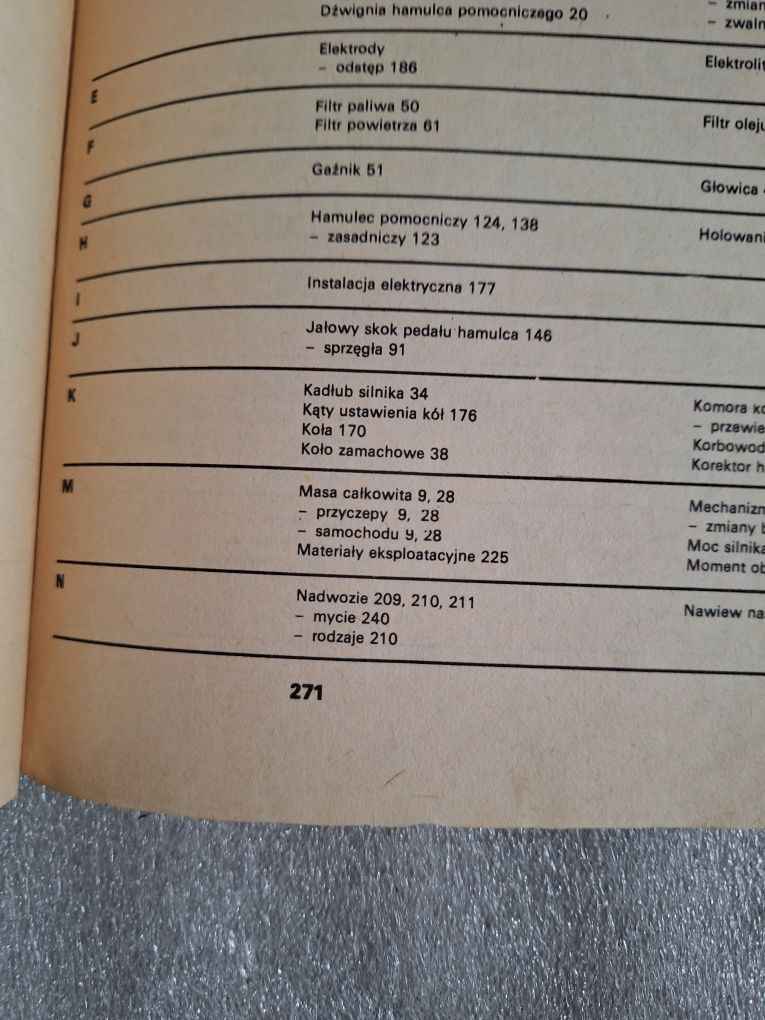 Dźwignia hamulca pomocniczego 20
– zwaln
E
Elektrody
– odstęp 186
Elektrolit
F
Filtr paliwa 50
Filtr powietrza 61
Filtr oleju
G
Gaźnik 51
Głowica
H
Hamulec pomocniczy 124, 138
– zasadniczy 123
Holowani
I
Instalacja elektryczna 177
J
Jałowy skok pedału hamulca 146
– sprzęgła 91
K
Kadłub silnika 34
Kąty ustawienia kół 176
Koła 170
Koło zamachowe 38
Komora ko
– przewie
Korbowod
Korektor h
M
Masa całkowita 9, 28
– przyczepy 9, 28
– samochodu 9, 28
Materiały eksploatacyjne 225
Mechanizm
– zmiany b
Moc silnika
Moment ob
N
Nadwozie 209, 210, 211
– mycie 240
– rodzaje 210
Nawiew na
271